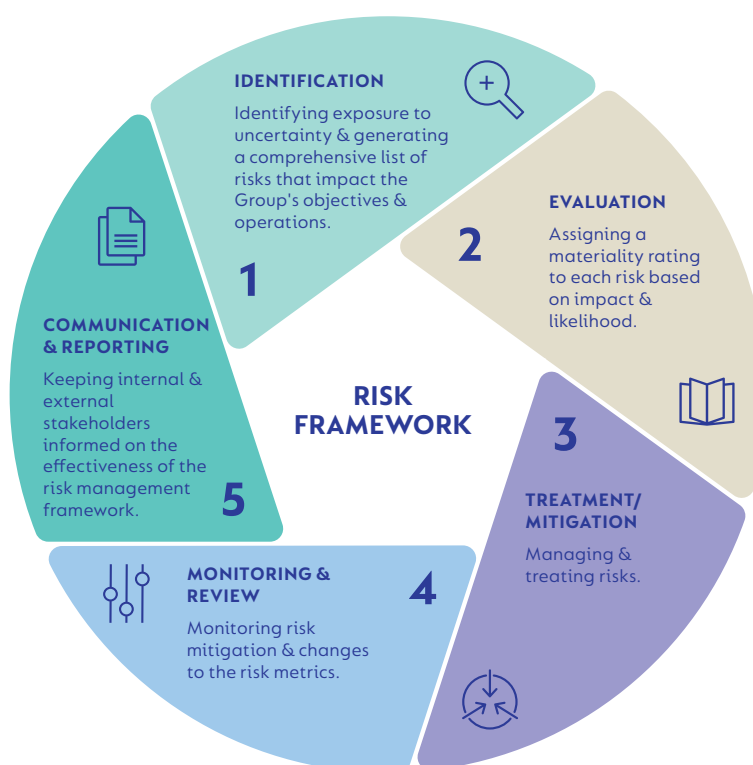 IDENTIFICATION
Identifying exposure to
uncertainty & generating
a comprehensive list of
risks that impact the
Group's objectives &
operations.
1
EVALUATION
Assigning a
materiality rating
to each risk based
on impact &
likelihood.
2
RISK
FRAMEWORK
3
TREATMENT/
MITIGATION
Managing &
treating risks.
4
MONITORING &
REVIEW
Monitoring risk
mitigation & changes
to the risk metrics.
COMMUNICATION
& REPORTING
Keeping internal &
external
stakeholders
informed on the
effectiveness of the
risk management
framework.
5